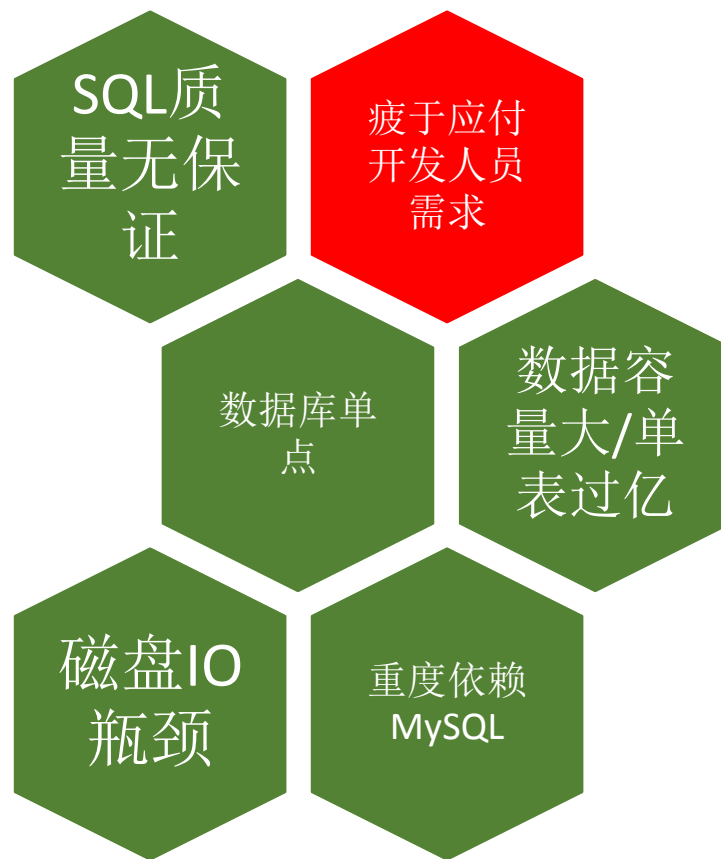 SQL质
量无保
证
疲于应付
开发人员
需求
数据库单
点
数据容
量大/单
表过亿
磁盘IO
瓶颈
重度依赖
MySQL